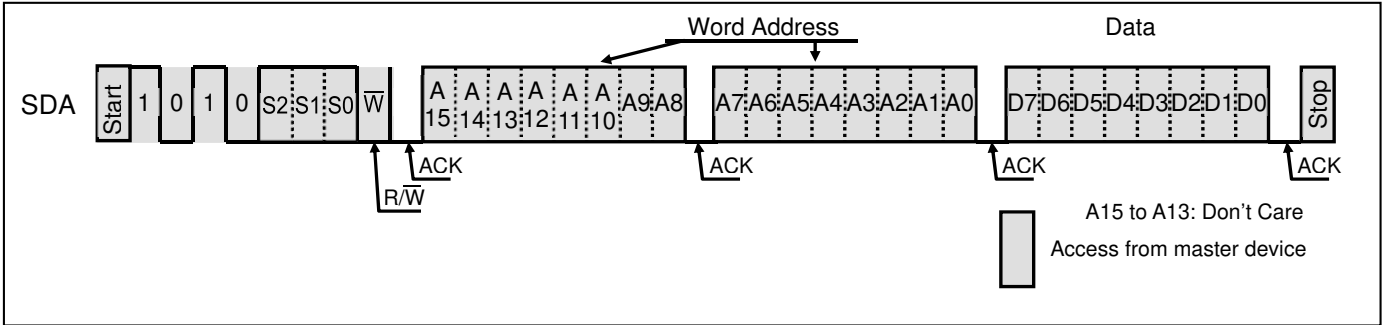 Word Address Data
SDA Start 1 0 1 0 S2 S1 S0 W̅ A15 A14 A13 A12 A11 A10 A9 A8 A7 A6 A5 A4 A3 A2 A1 A0 D7 D6 D5 D4 D3 D2 D1 D0 Stop
ACK ACK ACK ACK
R/W̅
A15 to A13: Don't Care
Access from master device